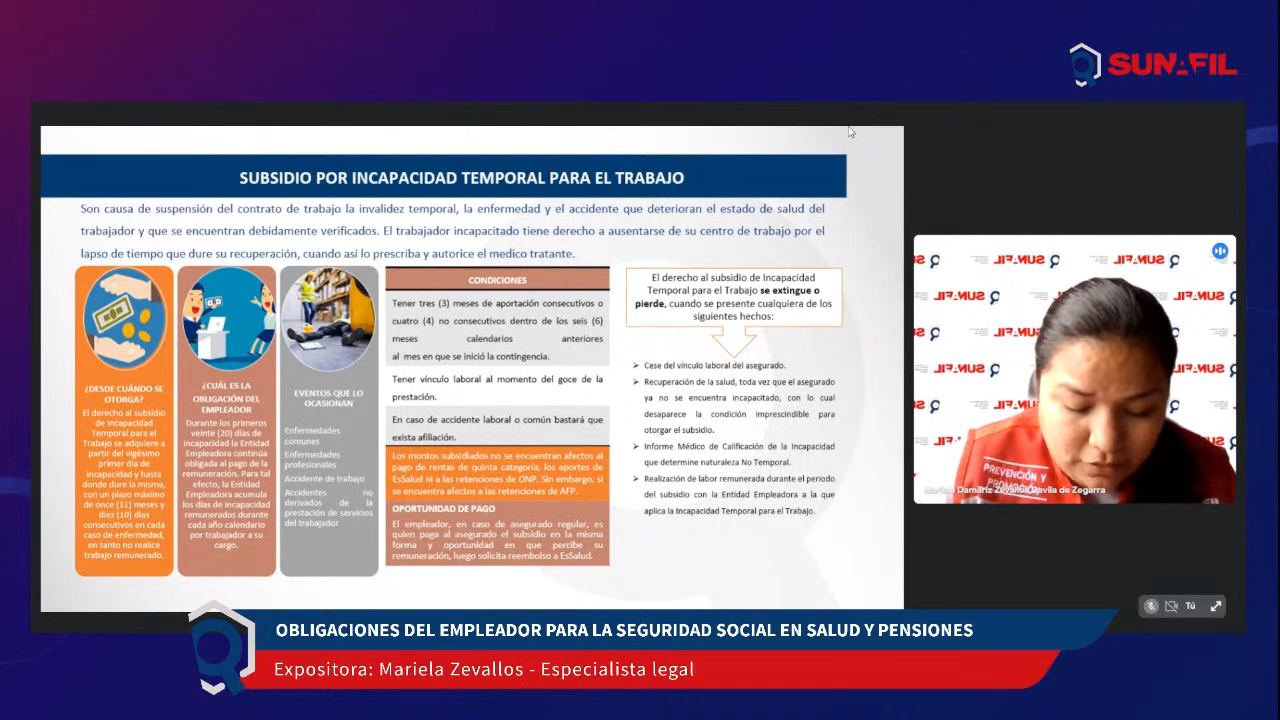 SUNAFIL
SUBSIDIO POR INCAPACIDAD TEMPORAL PARA EL TRABAJO
Son causa de suspensión del contrato de trabajo la invalidez temporal, la enfermedad y el accidente que deterioran el estado de salud del
trabajador y que se encuentran debidamente verificados. El trabajador incapacitado tiene derecho a ausentarse de su centro de trabajo por el
lapso de tiempo que dure su recuperación, cuando así lo prescriba y autorice el medico tratante.
¿DESDE CUÁNDO SE
OTORGA?
El derecho al subsidio
de Incapacidad
Temporal para el
Trabajo se adquiere a
partir del vigésimo
primer día de
incapacidad y hasta
donde dure la misma,
con un plazo máximo
de once (11) meses y
diez (10) días
consecutivos en cada
caso de enfermedad,
en tanto no realice
trabajo remunerado.
¿CUÁL ES LA
OBLIGACIÓN DEL
EMPLEADOR
Durante los primeros
veinte (20) días de
incapacidad la Entidad
Empleadora continúa
obligada al pago de la
remuneración. Para tal
efecto, la Entidad
Empleadora acumula
los días de incapacidad
remunerados durante
cada año calendario
por trabajador a su
cargo.
EVENTOS QUE LO
OCASIONAN
Enfermedades
comunes
Enfermedades
profesionales
Accidente de trabajo
Accidentes no
derivados de la
prestación de servicios
del trabajador
CONDICIONES
Tener tres (3) meses de aportación consecutivos o
cuatro (4) no consecutivos dentro de los seis (6)
meses calendarios anteriores
al mes en que se inició la contingencia.
Tener vínculo laboral al momento del goce de la
prestación.
En caso de accidente laboral o común bastará que
exista afiliación.
Los montos subsidiados no se encuentran afectos al
pago de rentas de quinta categoría, los aportes de
EsSalud ni a las retenciones de ONP. Sin embargo, si
se encuentra afectos a las retenciones de AFP.
OPORTUNIDAD DE PAGO
El empleador, en caso de asegurado regular, es
quien paga al asegurado el subsidio en la misma
forma y oportunidad en que percibe su
remuneración, luego solicita reembolso a EsSalud.
El derecho al subsidio de Incapacidad
Temporal para el Trabajo se extingue o
pierde, cuando se presente cualquiera de los
siguientes hechos:
➢ Cese del vínculo laboral del asegurado.
➢ Recuperación de la salud, toda vez que el asegurado
ya no se encuentra incapacitado, con lo cual
desaparece la condición imprescindible para
otorgar el subsidio.
➢ Informe Médico de Calificación de la Incapacidad
que determine naturaleza No Temporal.
➢ Realización de labor remunerada durante el periodo
del subsidio con la Entidad Empleadora a la que
aplica la Incapacidad Temporal para el Trabajo.
SUNAFIL SUNAFIL SUNAFIL
PREVENCIÓN Y
Mariela Damariz Zevallos Davila de Zegarra
Tú
OBLIGACIONES DEL EMPLEADOR PARA LA SEGURIDAD SOCIAL EN SALUD Y PENSIONES
Expositora: Mariela Zevallos - Especialista legal